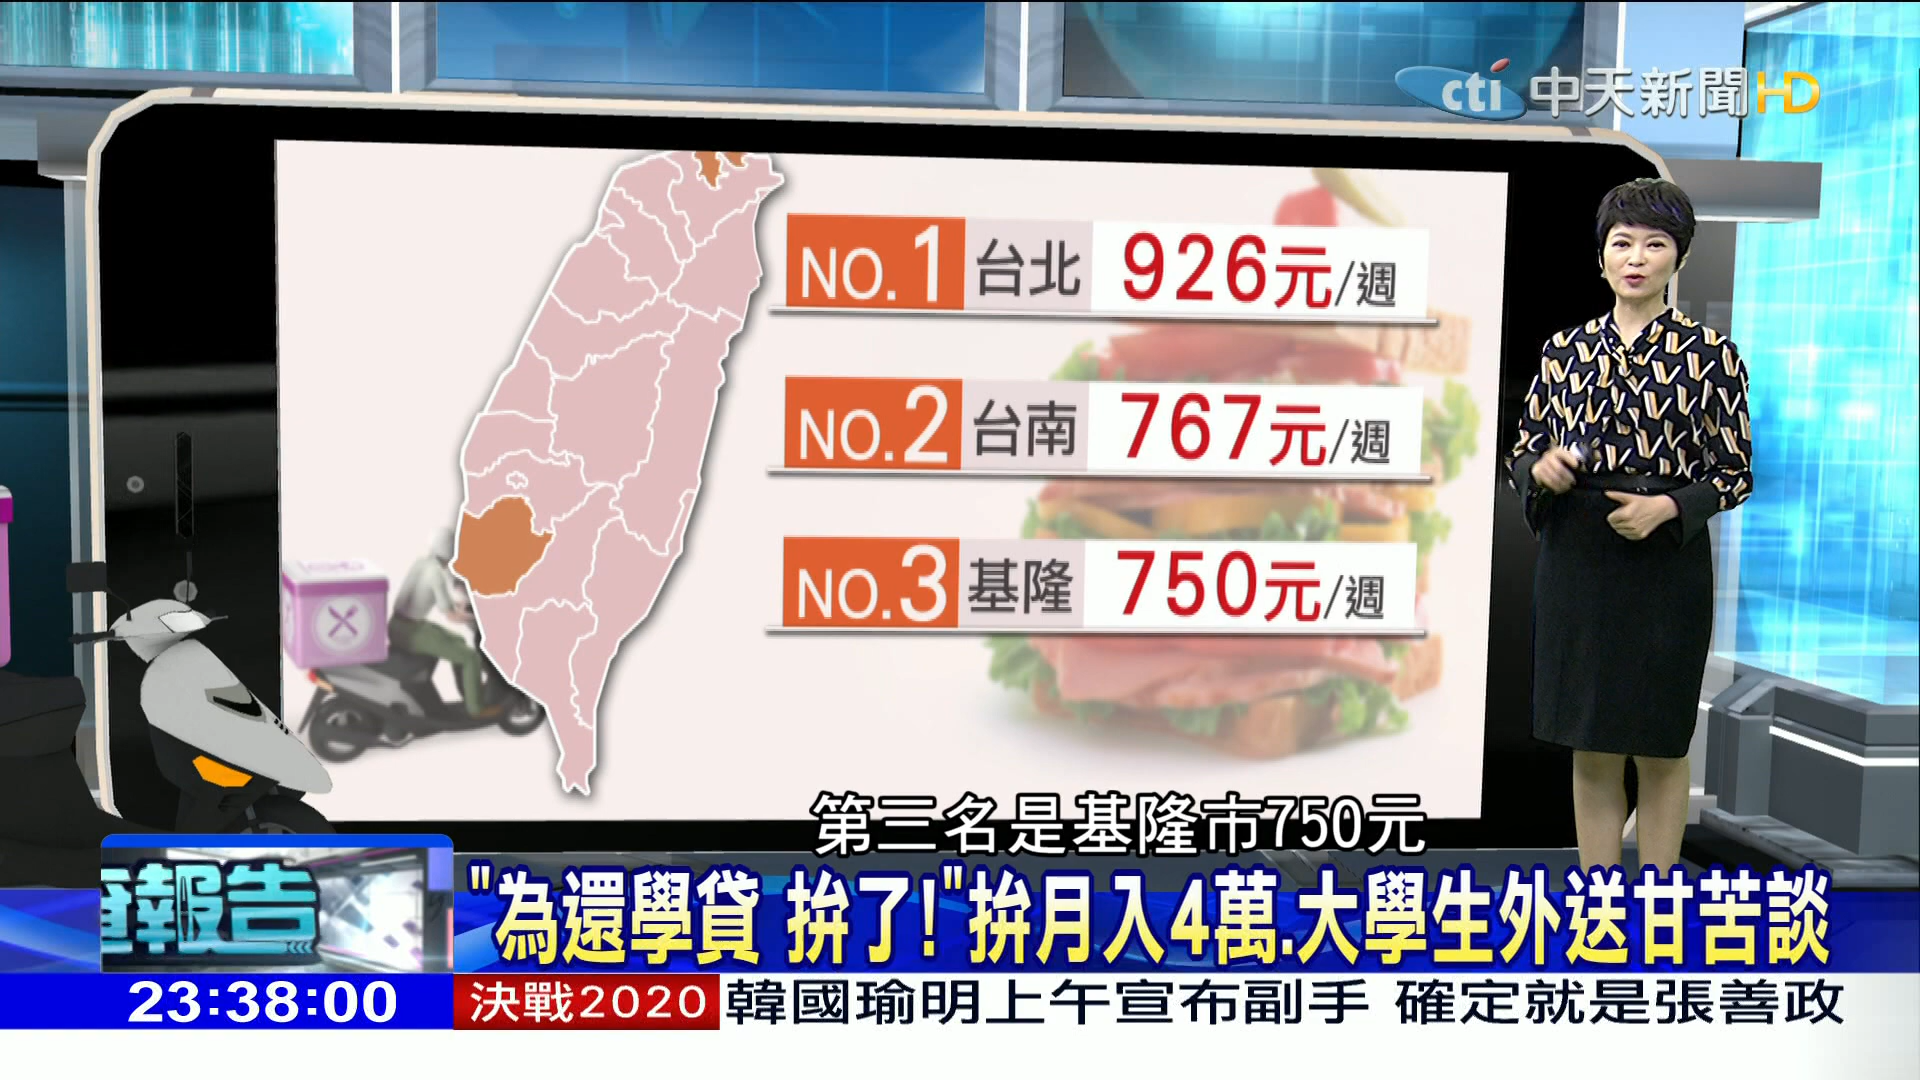 cti 中天新聞HD
NO.1 台北 926元/週
NO.2 台南 767元/週
NO.3 基隆 750元/週
第三名是基隆市750元
報告
"為還學貸 拚了!"拚月入4萬.大學生外送甘苦談
23:38:00
決戰2020
韓國瑜明上午宣布副手 確定就是張善政